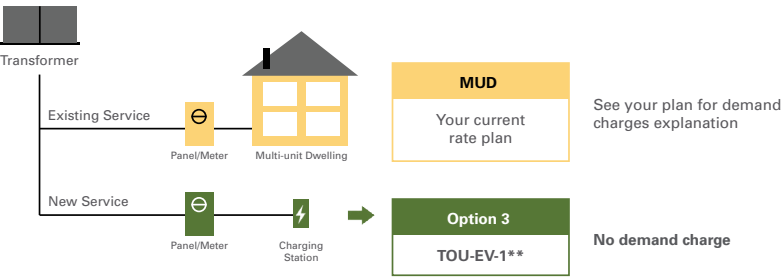 Transformer
Existing Service
Panel/Meter
Multi-unit Dwelling
MUD
Your current
rate plan
See your plan for demand
charges explanation
New Service
Panel/Meter
Charging
Station
Option 3
TOU-EV-1**
No demand charge